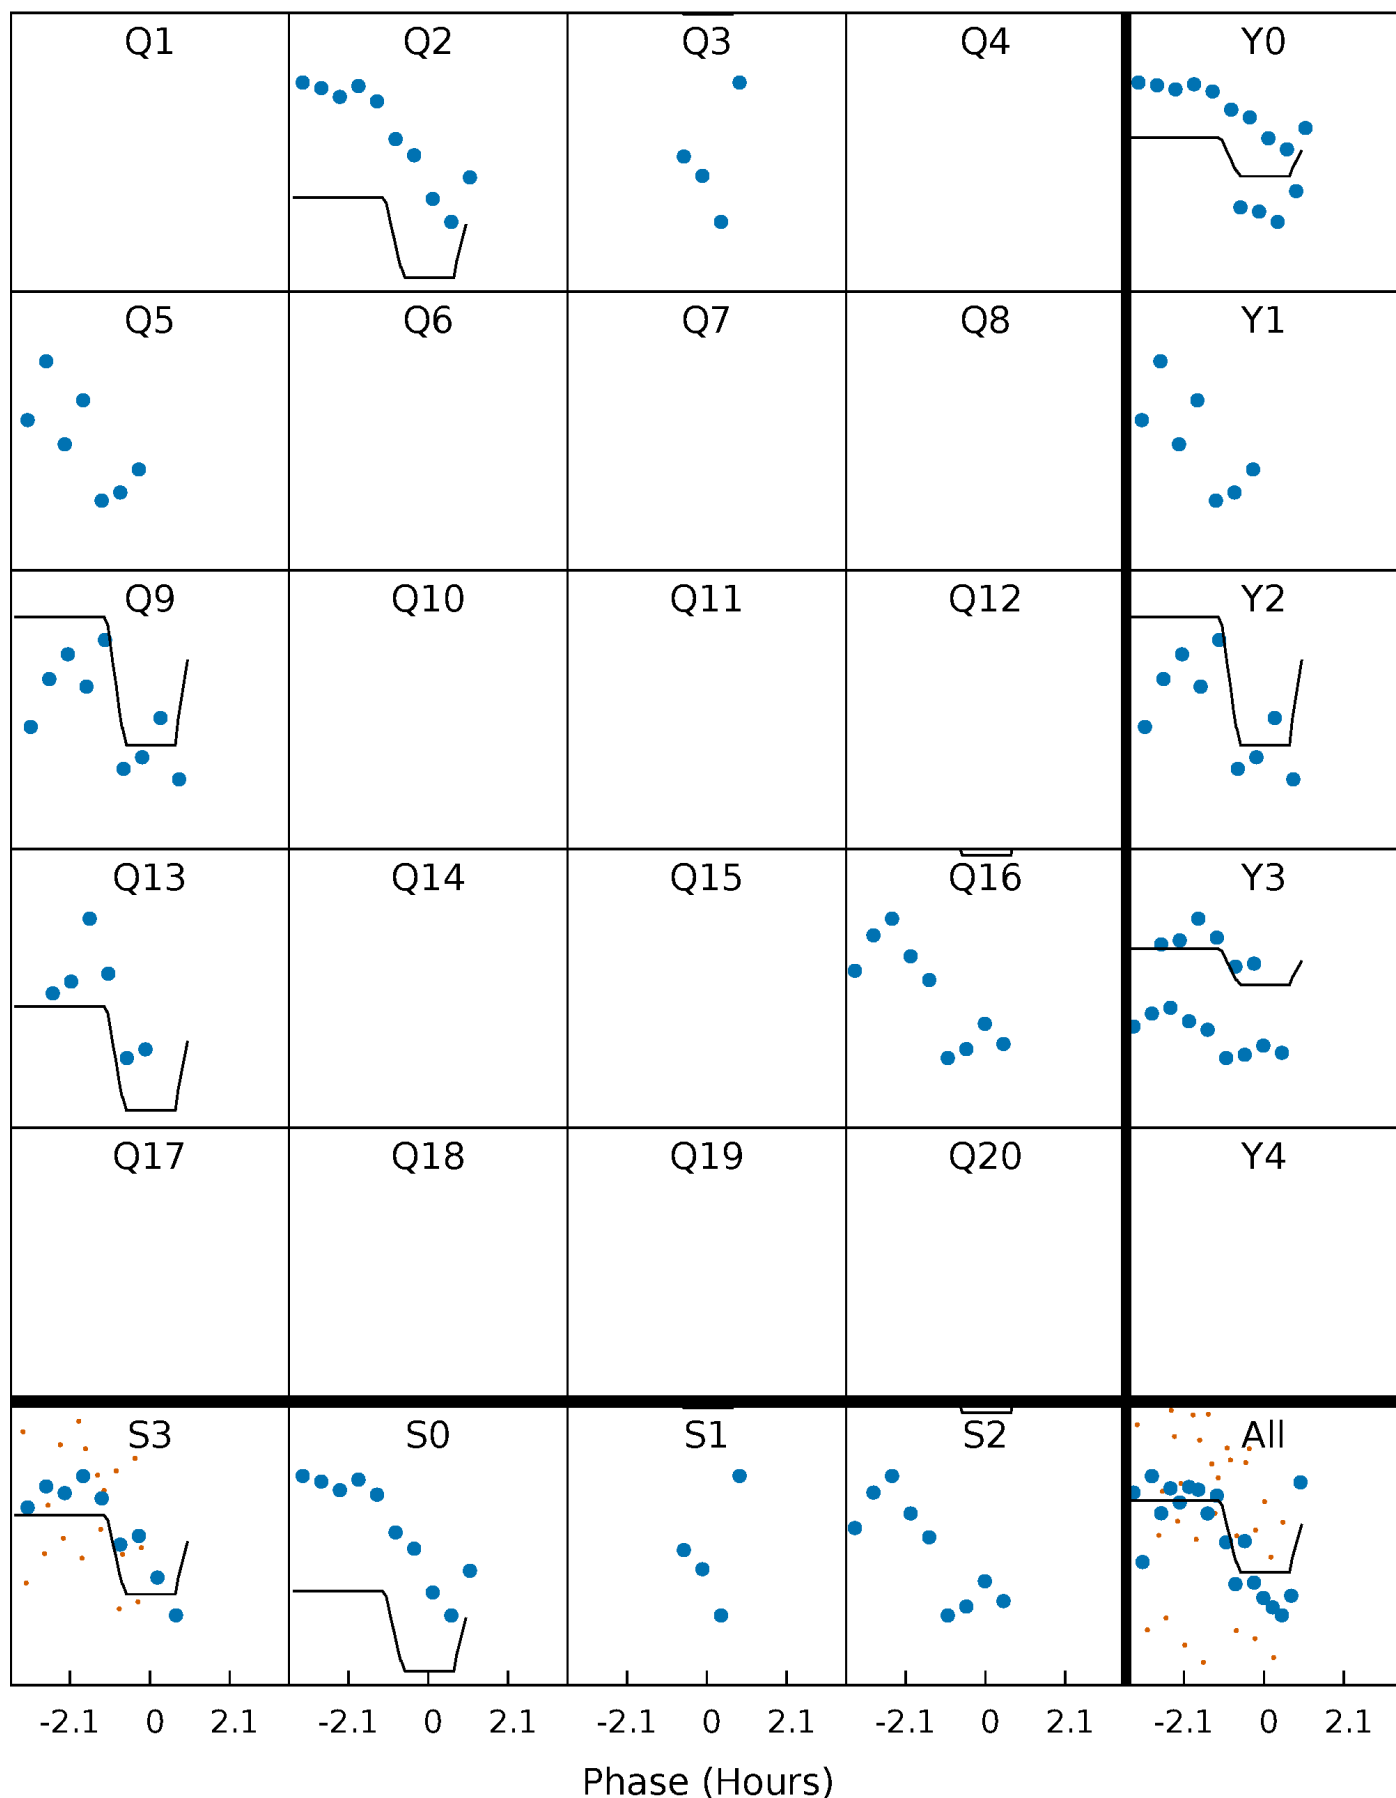 Q1 Q2 Q3 Q4 Y0
Q5 Q6 Q7 Q8 Y1
Q9 Q10 Q11 Q12 Y2
Q13 Q14 Q15 Q16 Y3
Q17 Q18 Q19 Q20 Y4
S3 S0 S1 S2 All
-2.1 0 2.1 -2.1 0 2.1 -2.1 0 2.1 -2.1 0 2.1 -2.1 0 2.1
Phase (Hours)